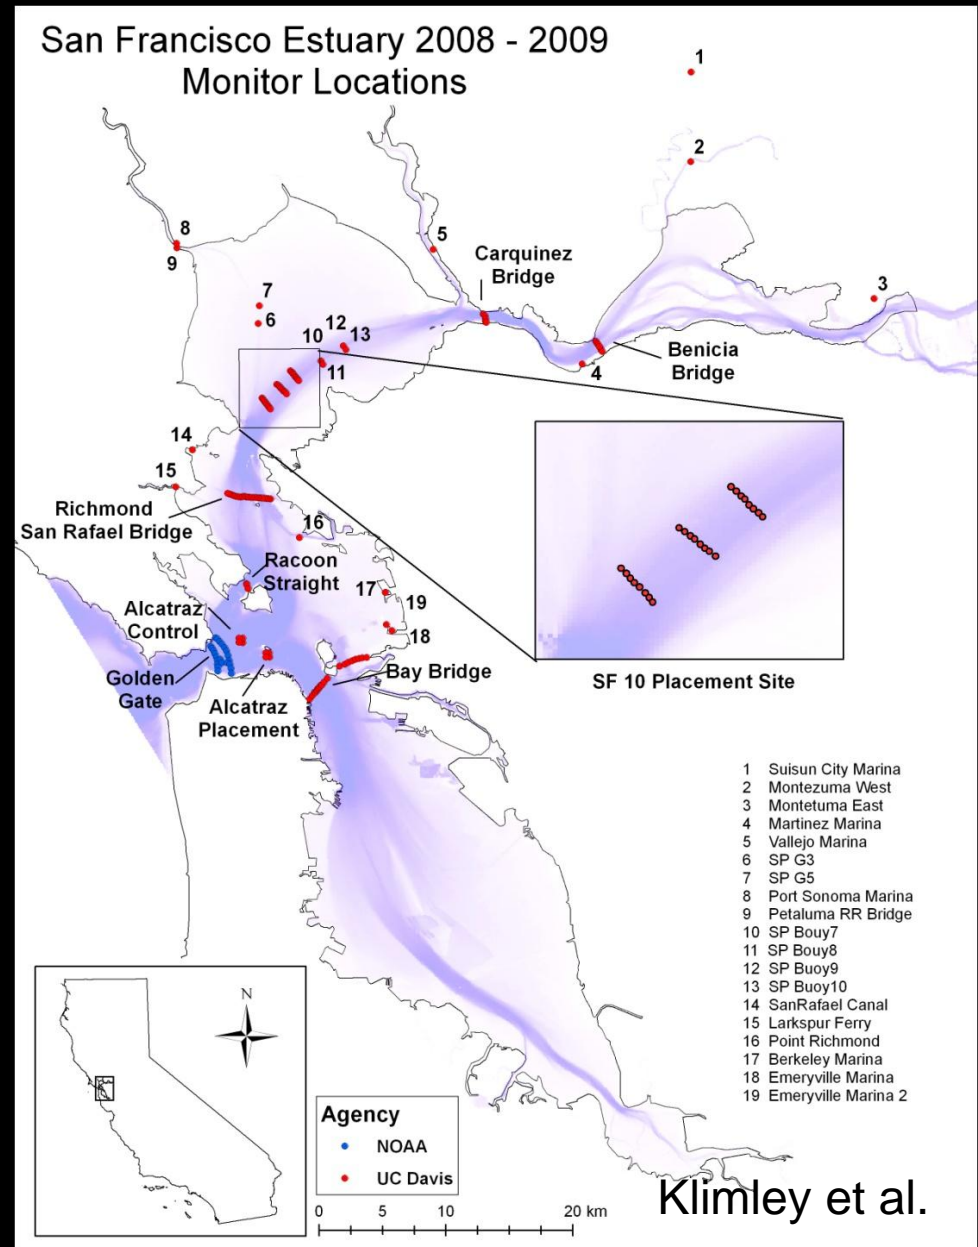 San Francisco Estuary 2008 - 2009
Monitor Locations
1
2
8
9
5
Carquinez
Bridge
7
6
3
12
10
13
11
Benicia
Bridge
4
14
15
Richmond
San Rafael Bridge
16
Racoon
Straight
17
19
18
Alcatraz
Control
Golden
Gate
Alcatraz
Placement
Bay Bridge
SF 10 Placement Site
1 Suisun City Marina
2 Montezuma West
3 Montetuma East
4 Martinez Marina
5 Vallejo Marina
6 SP G3
7 SP G5
8 Port Sonoma Marina
9 Petaluma RR Bridge
10 SP Bouy7
11 SP Bouy8
12 SP Buoy9
13 SP Buoy10
14 SanRafael Canal
15 Larkspur Ferry
16 Point Richmond
17 Berkeley Marina
18 Emeryville Marina
19 Emeryville Marina 2
N
Agency
NOAA
UC Davis
0 5 10 20 km
Klimley et al.